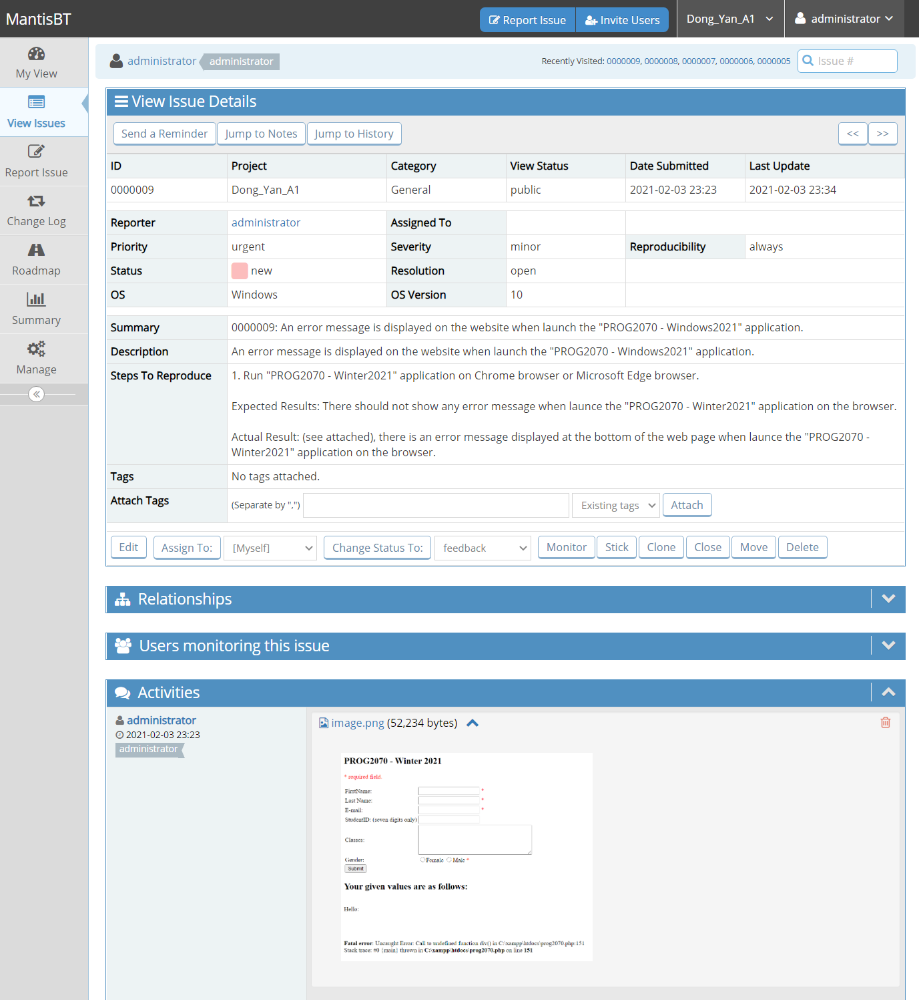 MantisBT
Report Issue
Invite Users
Dong_Yan_A1
administrator
My View
View Issues
Report Issue
Change Log
Roadmap
Summary
Manage
administrator
administrator
Recently Visited: 0000009, 0000008, 0000007, 0000006, 0000005
Issue #
View Issue Details
Send a Reminder
Jump to Notes
Jump to History
<<
>>
ID Project Category View Status Date Submitted Last Update
0000009 Dong_Yan_A1 General public 2021-02-03 23:23 2021-02-03 23:34
Reporter administrator Assigned To
Priority urgent Severity minor Reproducibility always
Status new Resolution open
OS Windows OS Version 10
Summary 0000009: An error message is displayed on the website when launch the "PROG2070 - Windows2021" application.
Description An error message is displayed on the website when launch the "PROG2070 - Windows2021" application.
Steps To Reproduce 1. Run "PROG2070 - Winter2021" application on Chrome browser or Microsoft Edge browser.
Expected Results: There should not show any error message when launce the "PROG2070 - Winter2021" application on the browser.
Actual Result: (see attached), there is an error message displayed at the bottom of the web page when launce the "PROG2070 -
Winter2021" application on the browser.
Tags No tags attached.
Attach Tags (Separate by ",") Existing tags Attach
Edit Assign To: [Myself] Change Status To: feedback Monitor Stick Clone Close Move Delete
Relationships
Users monitoring this issue
Activities
administrator
2021-02-03 23:23
administrator
image.png (52,234 bytes)
PROG2070 - Winter 2021
* required field.
FirstName: *
Last Name: *
E-mail: *
StudentID: (seven digits only)
Classes:
Gender: Female Male *
Submit
Your given values are as follows:
Hello:
Fatal error: Uncaught Error: Call to undefined function div() in C:\xampp\htdocs\prog2070.php:151
Stack trace: #0 {main} thrown in C:\xampp\htdocs\prog2070.php on line 151